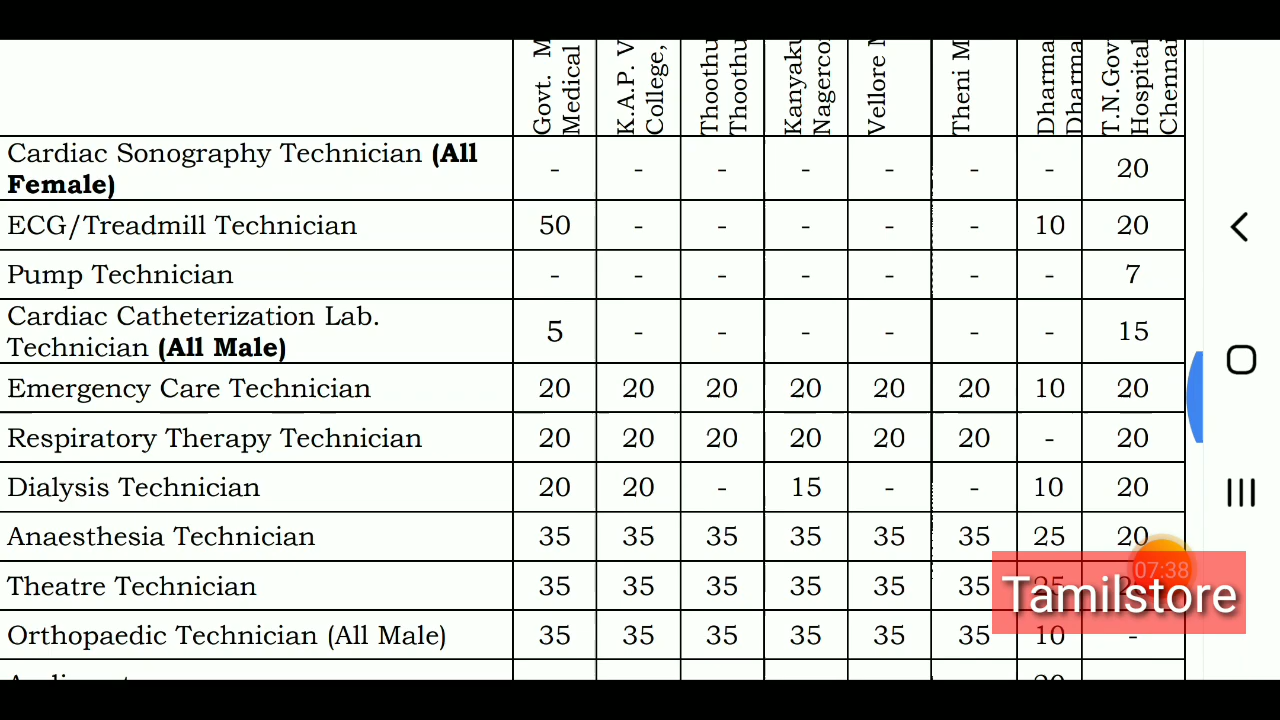 Govt. M
Medical
K.A.P. V
College,
Thoothu
Thoothu
Kanyaku
Nagerco
Vellore
Theni M
Dharma
Dharma
T.N.Gov
Hospital
Chennai
Cardiac Sonography Technician (All
Female) - - - - - - - 20
ECG/Treadmill Technician 50 - - - - - 10 20
Pump Technician - - - - - - - 7
Cardiac Catheterization Lab.
Technician (All Male) 5 - - - - - - 15
Emergency Care Technician 20 20 20 20 20 20 10 20
Respiratory Therapy Technician 20 20 20 20 20 20 - 20
Dialysis Technician 20 20 - 15 - - 10 20
Anaesthesia Technician 35 35 35 35 35 35 25 20
07:38
Theatre Technician 35 35 35 35 35 35 25
Tamilstore
Orthopaedic Technician (All Male) 35 35 35 35 35 35 10 -